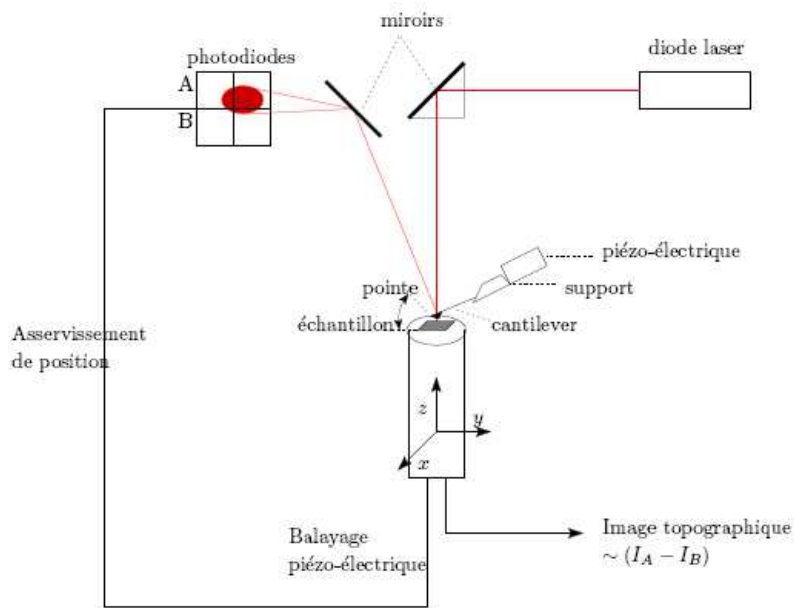 miroirs
photodiodes
diode laser
A
B
piézo-électrique
pointe
support
échantillon
cantilever
Asservissement
de position
z
y
x
Balayage
piézo-électrique
Image topographique
∼ (I_A − I_B)